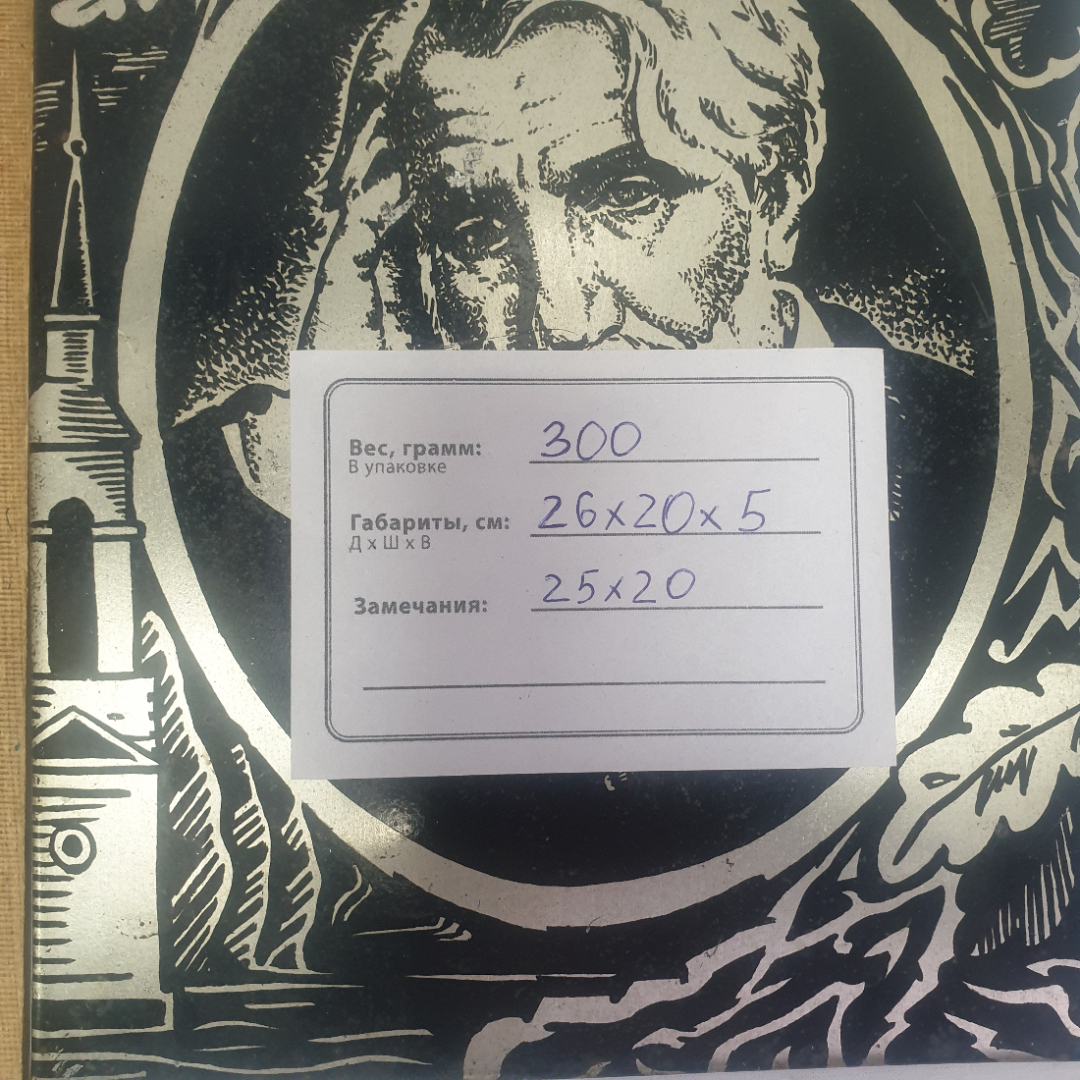 Вес, грамм: 300
В упаковке
Габариты, см: 26x20x5
Д х Ш х В
Замечания: 25x20